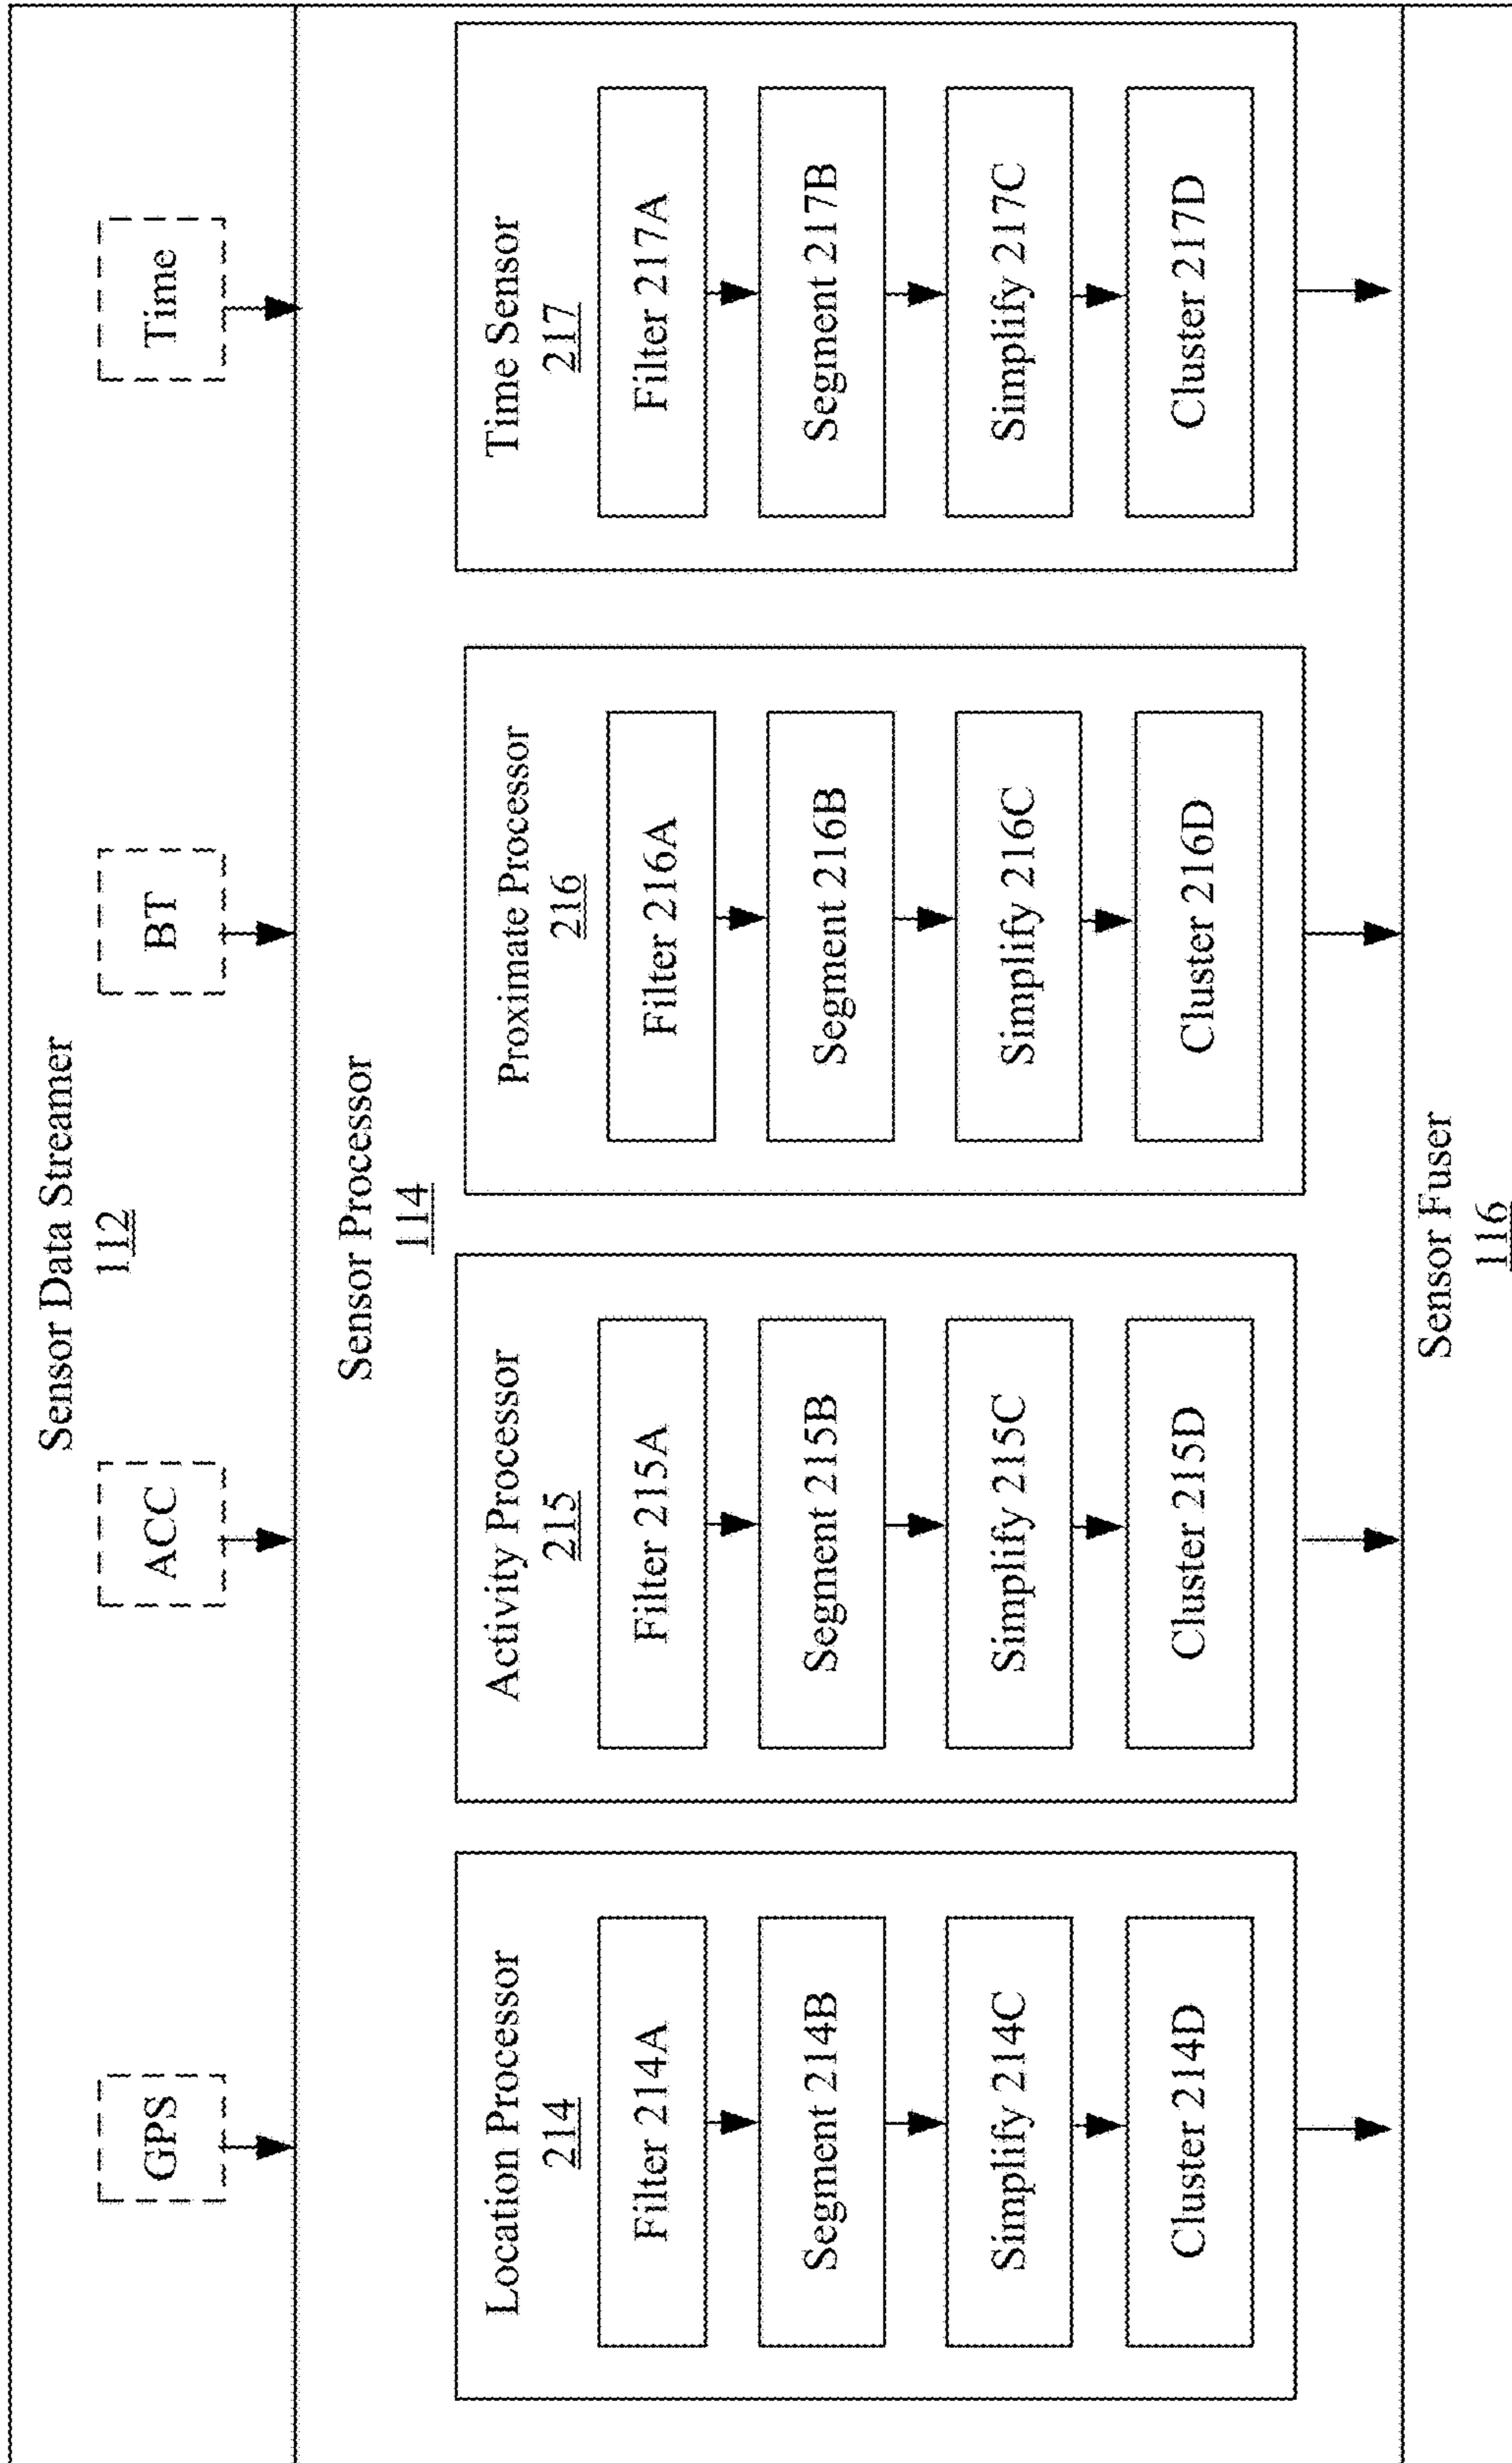 Sensor Data Streamer
112
GPS
ACC
BT
Time
Sensor Processor
114
Location Processor
214
Filter 214A
Segment 214B
Simplify 214C
Cluster 214D
Activity Processor
215
Filter 215A
Segment 215B
Simplify 215C
Cluster 215D
Proximate Processor
216
Filter 216A
Segment 216B
Simplify 216C
Cluster 216D
Time Sensor
217
Filter 217A
Segment 217B
Simplify 217C
Cluster 217D
Sensor Fuser
116